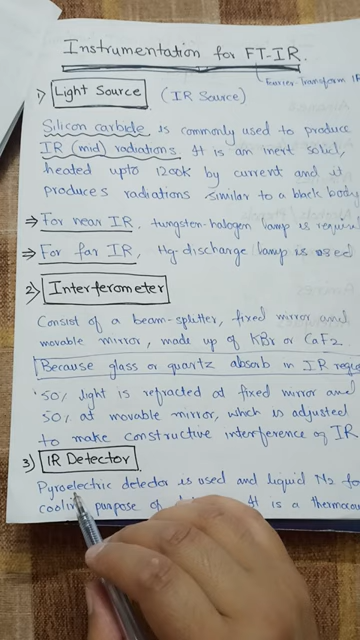 Instrumentation for FT-IR.
Fourier-Transform IR
1) Light Source (IR Source)
Silicon carbide is commonly used to produce
IR (mid) radiations. It is an inert solid,
heated upto 1200K by current and it
produces radiations similar to a black body
⇒ For near IR, tungsten-halogen lamp is
⇒ For far IR, Hg-discharge lamp is used
2) Interferometer
Consist of a beam-splitter, fixed mirror and
movable mirror, made up of KBr or CaF2.
Because glass or quartz absorb in IR
50% light is refracted at fixed mirror and
50% at movable mirror, which is adjusted
to make constructive interference of IR
3) IR Detector.
Pyroelectric detector is used and liquid N2 for
purpose of It is a